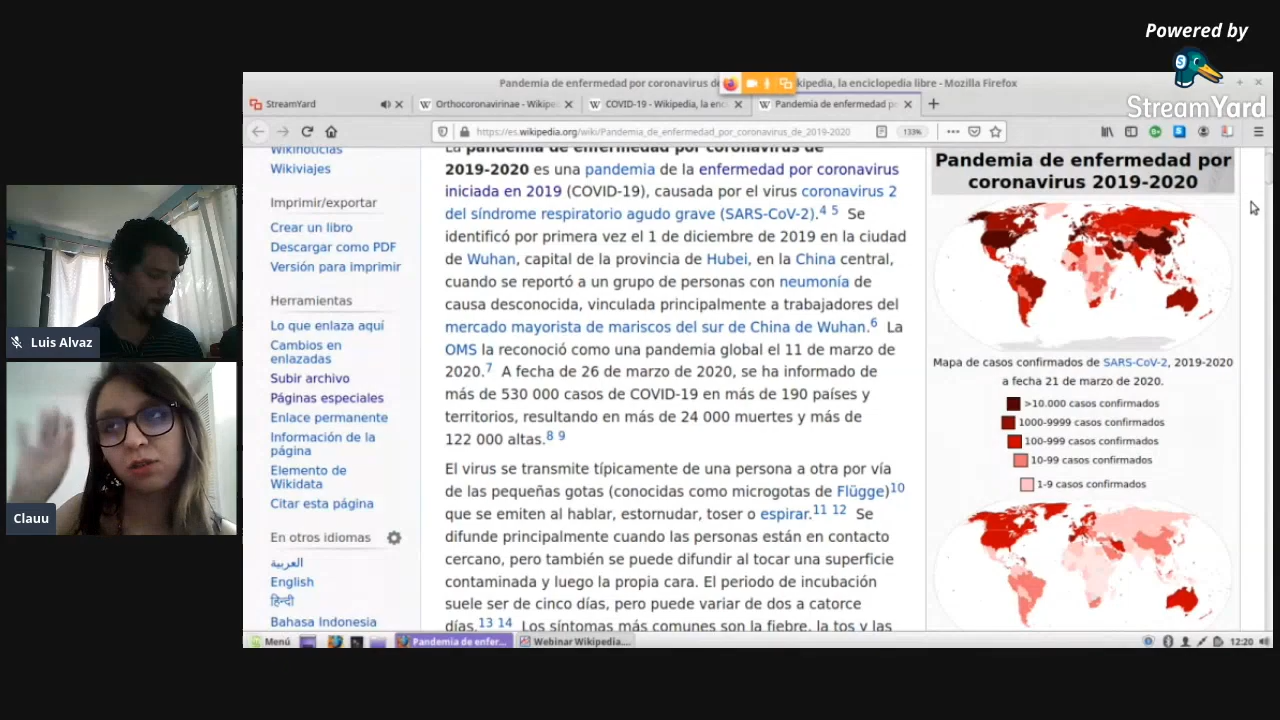 Powered by
StreamYard
Pandemia de enfermedad por coronavirus de
kipedia, la enciclopedia libre - Mozilla Firefox
StreamYard
Orthocoronavirinae - Wikipe
COVID-19 - Wikipedia, la enc
Pandemia de enfermedad p
https://es.wikipedia.org/wiki/Pandemia_de_enfermedad_por_coronavirus_de_2019-2020
133%
Wikinoticias
Wikiviajes
Imprimir/exportar
Crear un libro
Descargar como PDF
Versión para imprimir
Herramientas
Lo que enlaza aquí
Cambios en
enlazadas
Subir archivo
Páginas especiales
Enlace permanente
Información de la
página
Elemento de
Wikidata
Citar esta página
En otros idiomas
العربية
English
हिन्दी
Bahasa Indonesia
La pandemia de enfermedad por coronavirus de
2019-2020 es una pandemia de la enfermedad por coronavirus
iniciada en 2019 (COVID-19), causada por el virus coronavirus 2
del síndrome respiratorio agudo grave (SARS-CoV-2).4 5 Se
identificó por primera vez el 1 de diciembre de 2019 en la ciudad
de Wuhan, capital de la provincia de Hubei, en la China central,
cuando se reportó a un grupo de personas con neumonía de
causa desconocida, vinculada principalmente a trabajadores del
mercado mayorista de mariscos del sur de China de Wuhan.6 La
OMS la reconoció como una pandemia global el 11 de marzo de
2020.7 A fecha de 26 de marzo de 2020, se ha informado de
más de 530 000 casos de COVID-19 en más de 190 países y
territorios, resultando en más de 24 000 muertes y más de
122 000 altas.8 9
El virus se transmite típicamente de una persona a otra por vía
de las pequeñas gotas (conocidas como microgotas de Flügge)10
que se emiten al hablar, estornudar, toser o espirar.11 12 Se
difunde principalmente cuando las personas están en contacto
cercano, pero también se puede difundir al tocar una superficie
contaminada y luego la propia cara. El periodo de incubación
suele ser de cinco días, pero puede variar de dos a catorce
días.13 14 Los síntomas más comunes son la fiebre, la tos y las
Pandemia de enfermedad por
coronavirus 2019-2020
Mapa de casos confirmados de SARS-CoV-2, 2019-2020
a fecha 21 de marzo de 2020.
>10.000 casos confirmados
1000-9999 casos confirmados
100-999 casos confirmados
10-99 casos confirmados
1-9 casos confirmados
Luis Alvaz
Clauu
Menú
Pandemia de enfer...
Webinar Wikipedia....
12:20